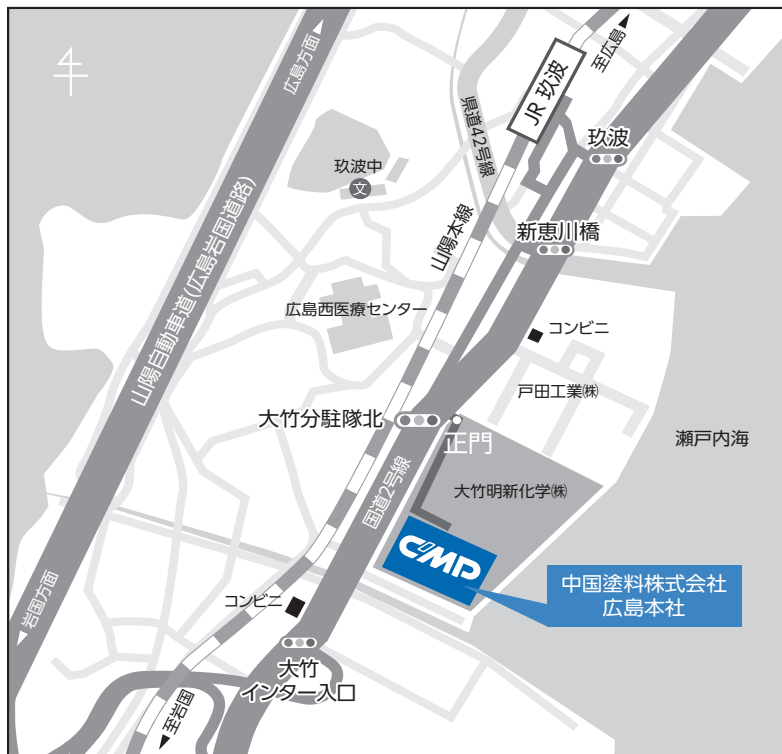 至広島
広島方面
JR 玖波
県道42号線
玖波
玖波中
文
新恵川橋
山陽本線
山陽自動車道(広島岩国道路)
広島西医療センター
コンビニ
戸田工業㈱
大竹分駐隊北
正門
瀬戸内海
国道2号線
大竹明新化学㈱
CMP
中国塗料株式会社
広島本社
岩国方面
コンビニ
大竹
インター入口
至岩国